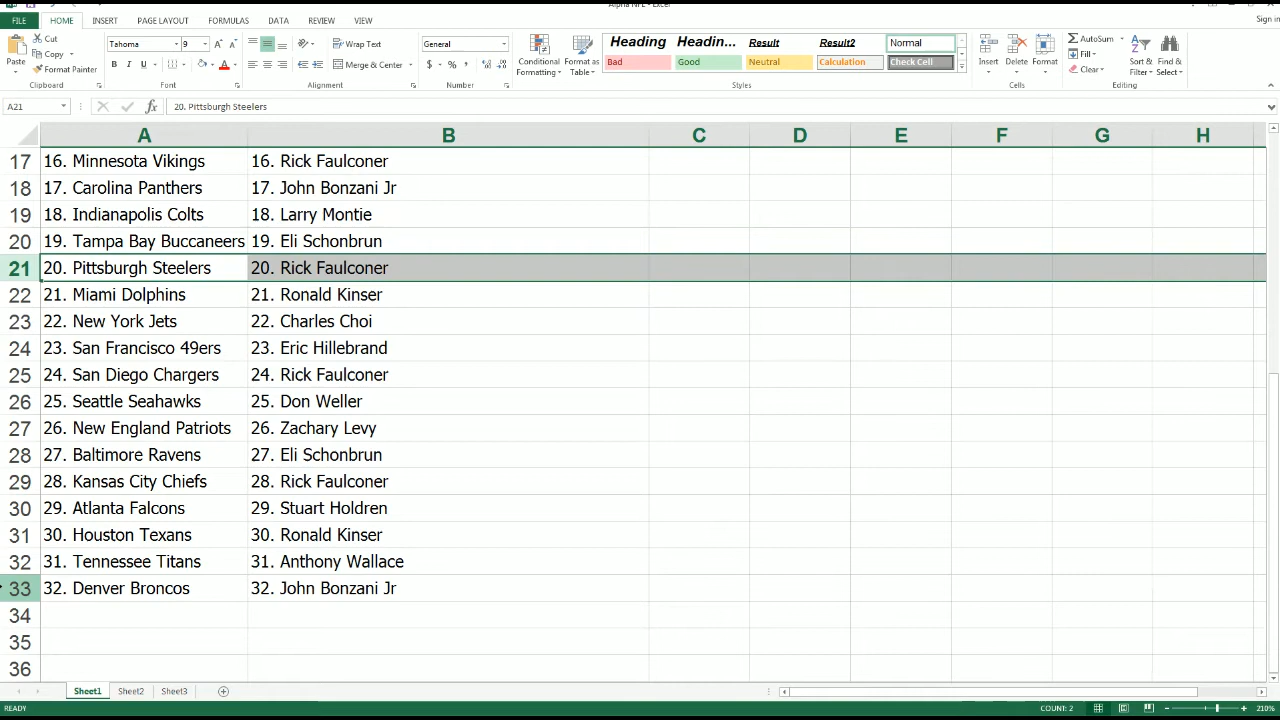 Alpha NFL - Excel
FILE HOME INSERT PAGE LAYOUT FORMULAS DATA REVIEW VIEW Sign in
Paste Cut Copy Format Painter Clipboard
Tahoma 9 B I U A Font
Wrap Text Merge & Center Alignment
General $ % , Number
Conditional Formatting Format as Table
Heading Headin... Result Result2 Normal
Bad Good Neutral Calculation Check Cell
Styles
Insert Delete Format Cells
AutoSum Fill Clear Sort & Filter Find & Select Editing
A21 fx 20. Pittsburgh Steelers
A B C D E F G H
17 16. Minnesota Vikings 16. Rick Faulconer
18 17. Carolina Panthers 17. John Bonzani Jr
19 18. Indianapolis Colts 18. Larry Montie
20 19. Tampa Bay Buccaneers 19. Eli Schonbrun
21 20. Pittsburgh Steelers 20. Rick Faulconer
22 21. Miami Dolphins 21. Ronald Kinser
23 22. New York Jets 22. Charles Choi
24 23. San Francisco 49ers 23. Eric Hillebrand
25 24. San Diego Chargers 24. Rick Faulconer
26 25. Seattle Seahawks 25. Don Weller
27 26. New England Patriots 26. Zachary Levy
28 27. Baltimore Ravens 27. Eli Schonbrun
29 28. Kansas City Chiefs 28. Rick Faulconer
30 29. Atlanta Falcons 29. Stuart Holdren
31 30. Houston Texans 30. Ronald Kinser
32 31. Tennessee Titans 31. Anthony Wallace
33 32. Denver Broncos 32. John Bonzani Jr
34
35
36
Sheet1 Sheet2 Sheet3
READY COUNT: 2 210%